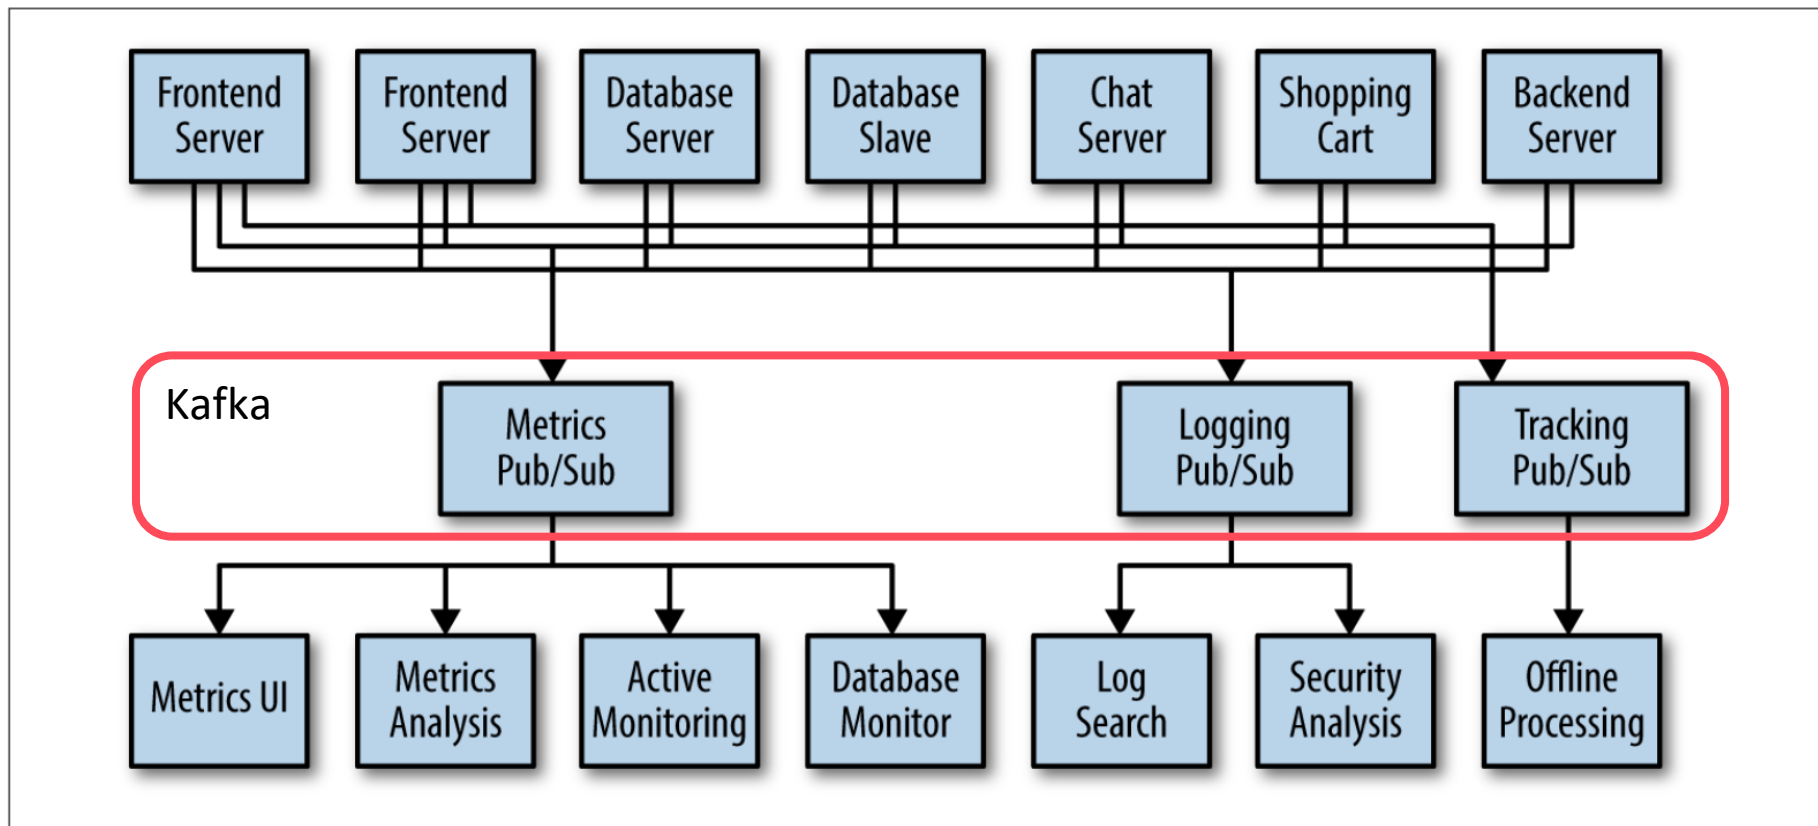 Frontend
Server
Frontend
Server
Database
Server
Database
Slave
Chat
Server
Shopping
Cart
Backend
Server
Kafka
Metrics
Pub/Sub
Logging
Pub/Sub
Tracking
Pub/Sub
Metrics UI
Metrics
Analysis
Active
Monitoring
Database
Monitor
Log
Search
Security
Analysis
Offline
Processing